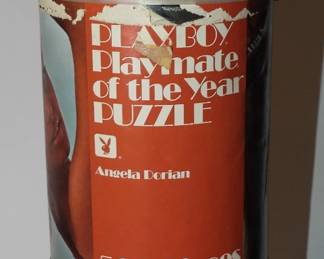 PLAYBOY
Playmate
of the Year
PUZZLE
Angela Dorian